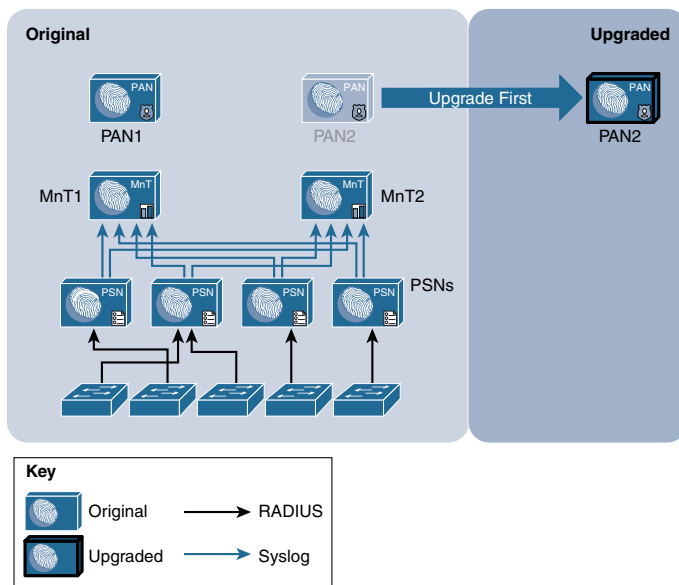 Original
Upgraded
PAN
PAN1
PAN
PAN2
Upgrade First
PAN
PAN2
MnT1
MnT
MnT
MnT2
PSN
PSN
PSN
PSN
PSNs
Key
Original
RADIUS
Upgraded
Syslog